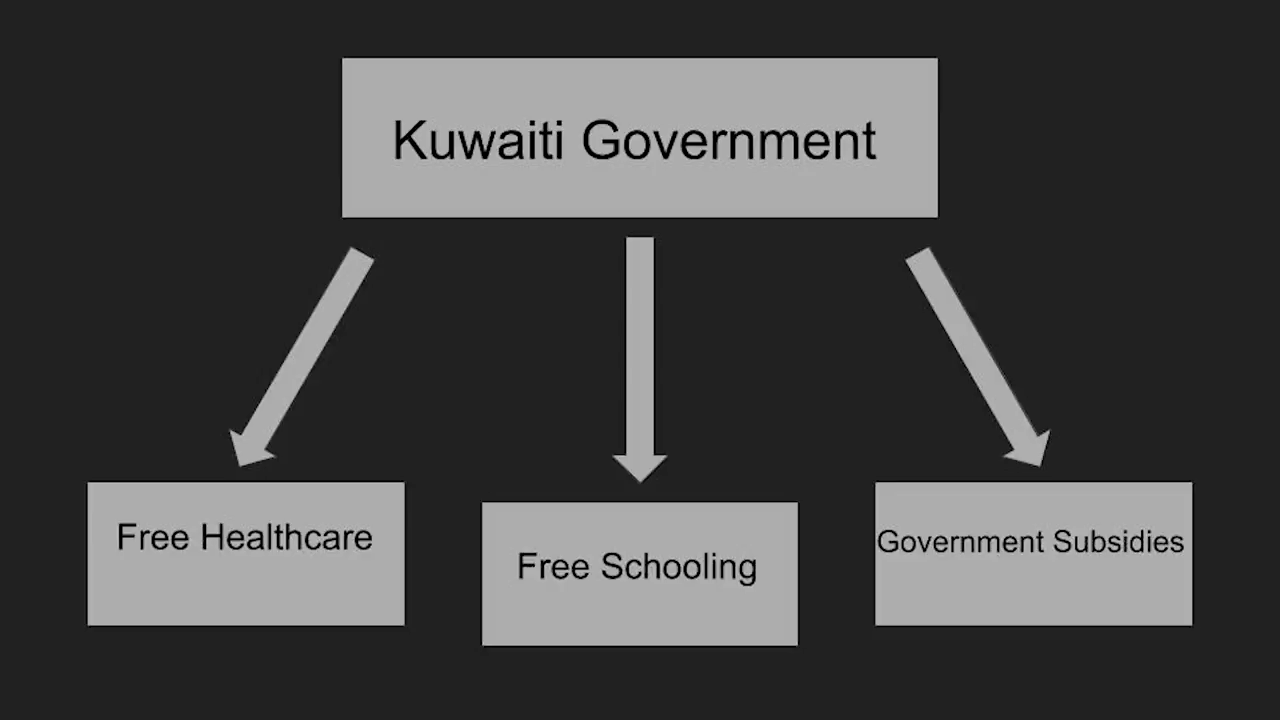 Kuwaiti Government
Free Healthcare
Free Schooling
Government Subsidies